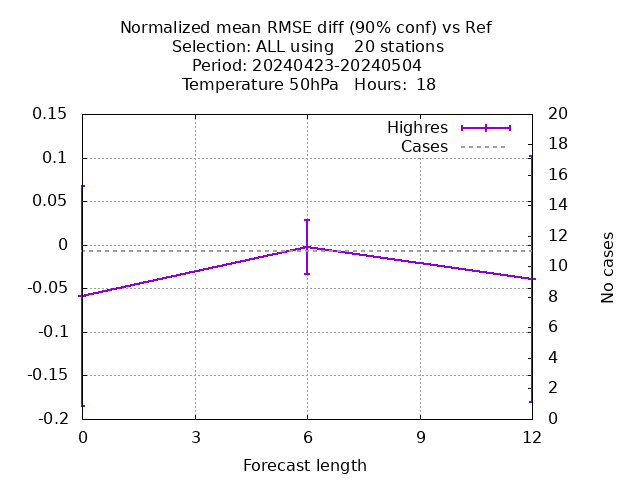 Normalized mean RMSE diff (90% conf) vs Ref
Selection: ALL using    20 stations
Period: 20240423-20240504
Temperature 50hPa   Hours:  18
Highres
Cases
0.15
0.1
0.05
0
-0.05
-0.1
-0.15
-0.2
20
18
16
14
12
10
8
6
4
2
0
No cases
0 3 6 9 12
Forecast length